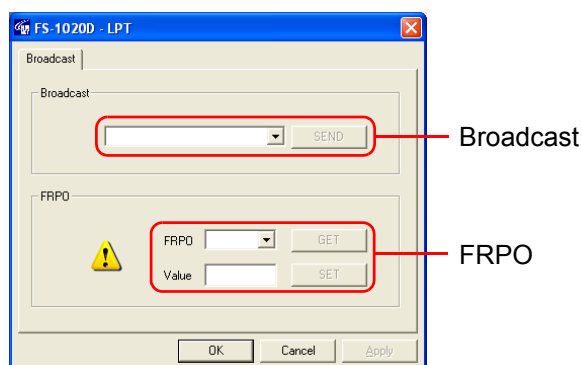 FS-1020D - LPT
Broadcast
Broadcast
SEND
Broadcast
FRPO
FRPO
GET
FRPO
Value
SET
OK Cancel Apply